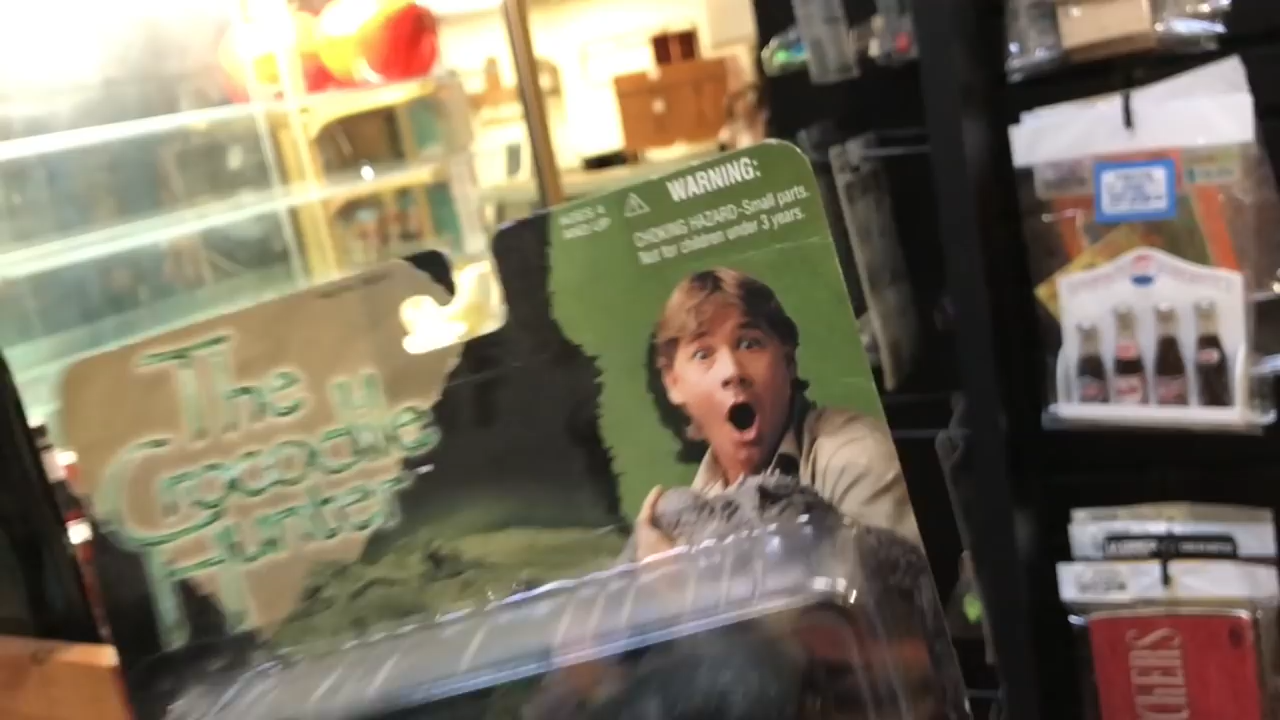 The
Crocodile
Hunter
AGES 4
AND UP
WARNING:
CHOKING HAZARD-Small parts.
Not for children under 3 years.